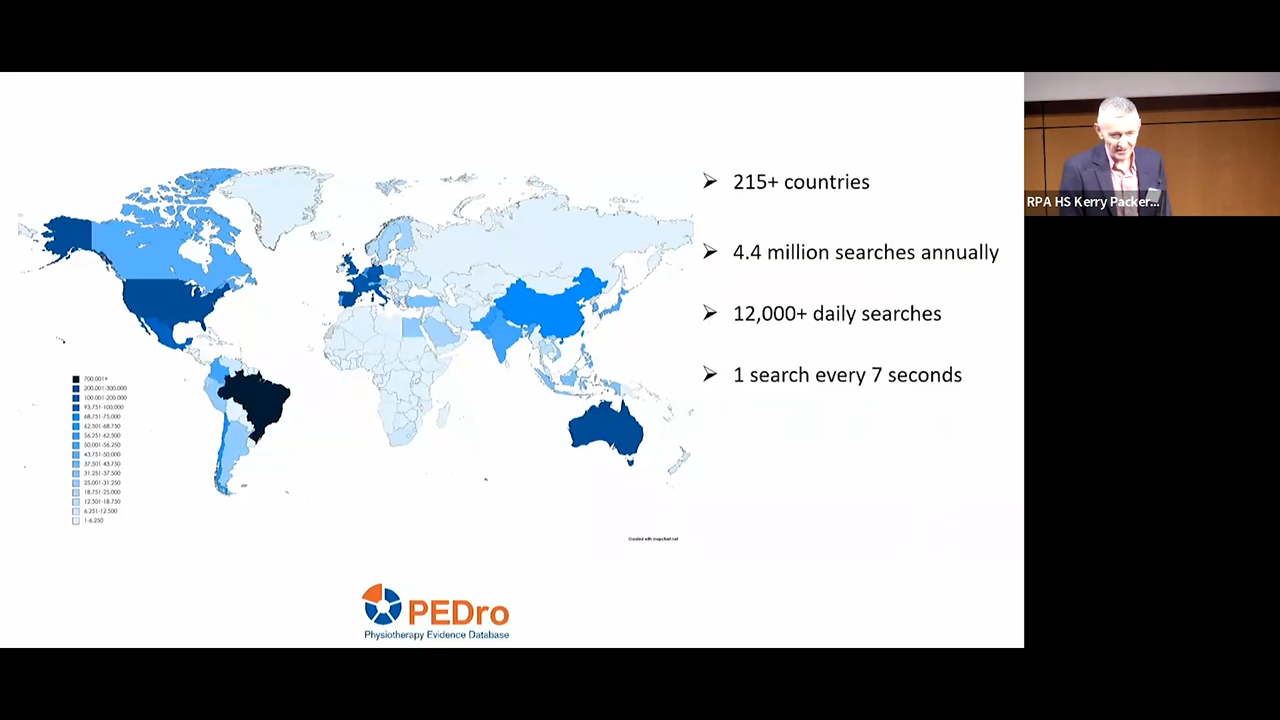 215+ countries
4.4 million searches annually
12,000+ daily searches
1 search every 7 seconds
RPA HS Kerry Packer...
700,001+
200,001-300,000
100,001-200,000
93,751-100,000
68,751-75,000
62,501-68,750
56,251-62,500
50,001-56,250
43,751-50,000
37,501-43,750
31,251-37,500
25,001-31,250
18,751-25,000
12,501-18,750
6,251-12,500
1-6,250
Created with mapchart.net
PEDro
Physiotherapy Evidence Database